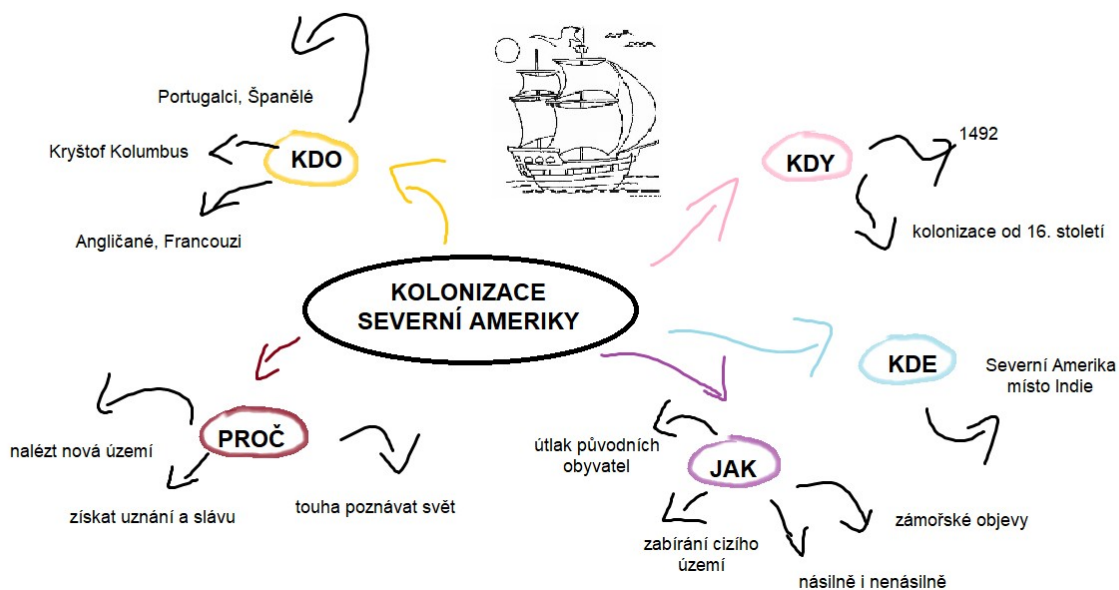 Portugalci, Španělé
Kryštof Kolumbus
KDO
Angličané, Francouzi
KDY
1492
kolonizace od 16. století
KOLONIZACE
SEVERNÍ AMERIKY
KDE
Severní Amerika
místo Indie
PROČ
nalézt nová území
získat uznání a slávu
touha poznávat svět
JAK
útlak původních
obyvatel
zabírání cizího
území
násilně i nenásilně
zámořské objevy